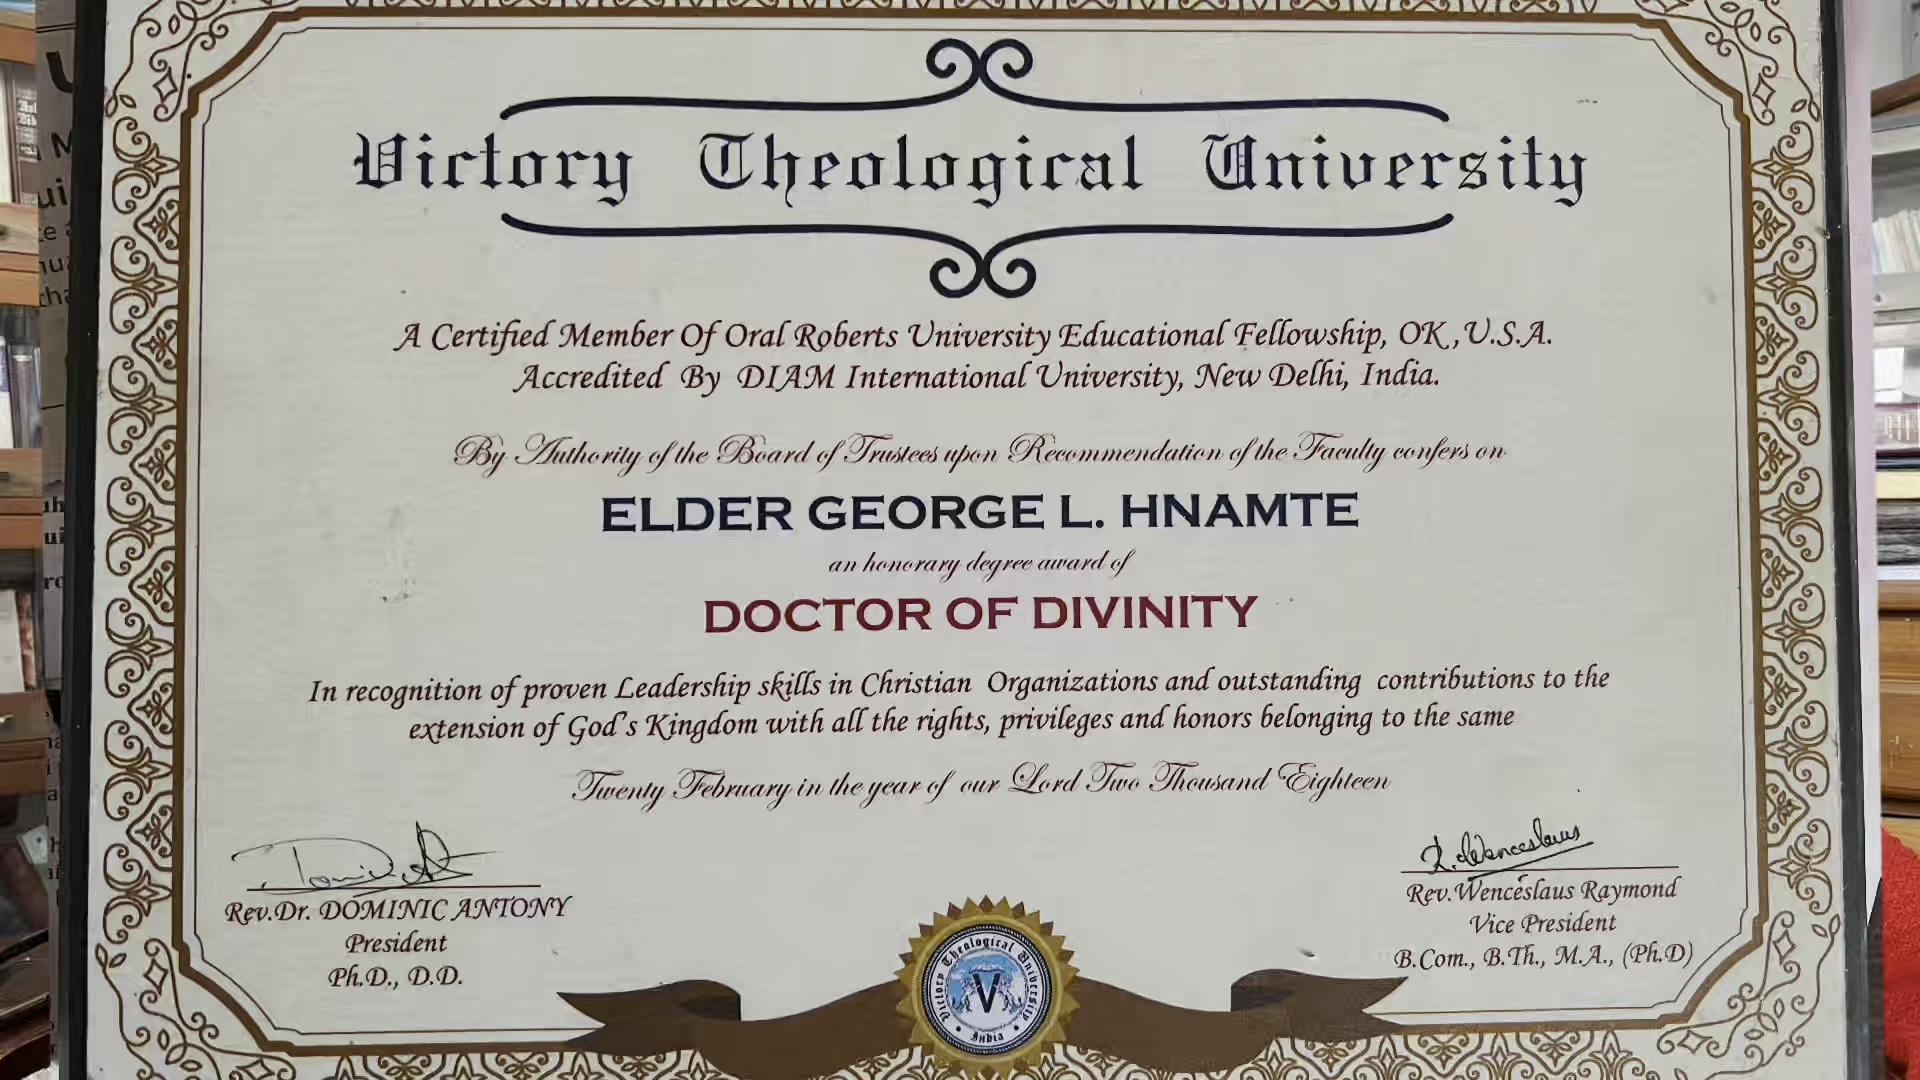 Victory Theological University
A Certified Member Of Oral Roberts University Educational Fellowship, OK ,U.S.A.
Accredited By DIAM International University, New Delhi, India.
By Authority of the Board of Trustees upon Recommendation of the Faculty confers on
ELDER GEORGE L. HNAMTE
an honorary degree award of
DOCTOR OF DIVINITY
In recognition of proven Leadership skills in Christian Organizations and outstanding contributions to the
extension of God's Kingdom with all the rights, privileges and honors belonging to the same
Twenty February in the year of our Lord Two Thousand Eighteen
Rev.Dr. DOMINIC ANTONY
President
Ph.D., D.D.
R. Wenceslaus
Rev.Wenceslaus Raymond
Vice President
B.Com., B.Th., M.A., (Ph.D)
Victory Theological University
V
India